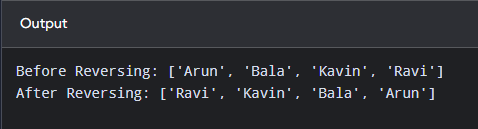 Output
Before Reversing: ['Arun', 'Bala', 'Kavin', 'Ravi']
After Reversing: ['Ravi', 'Kavin', 'Bala', 'Arun']